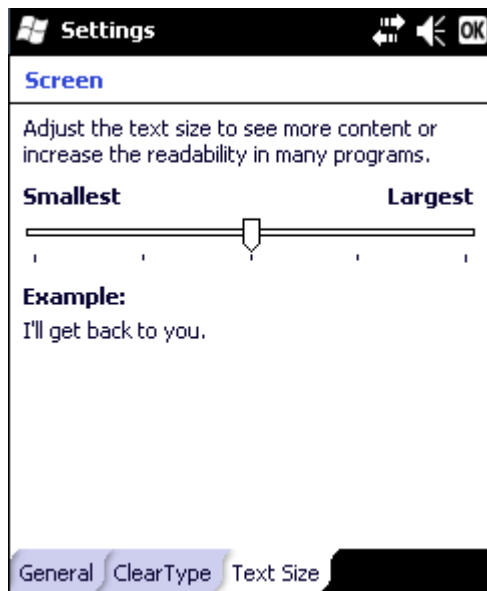 Settings
OK
Screen
Adjust the text size to see more content or
increase the readability in many programs.
Smallest Largest
Example:
I'll get back to you.
General ClearType Text Size